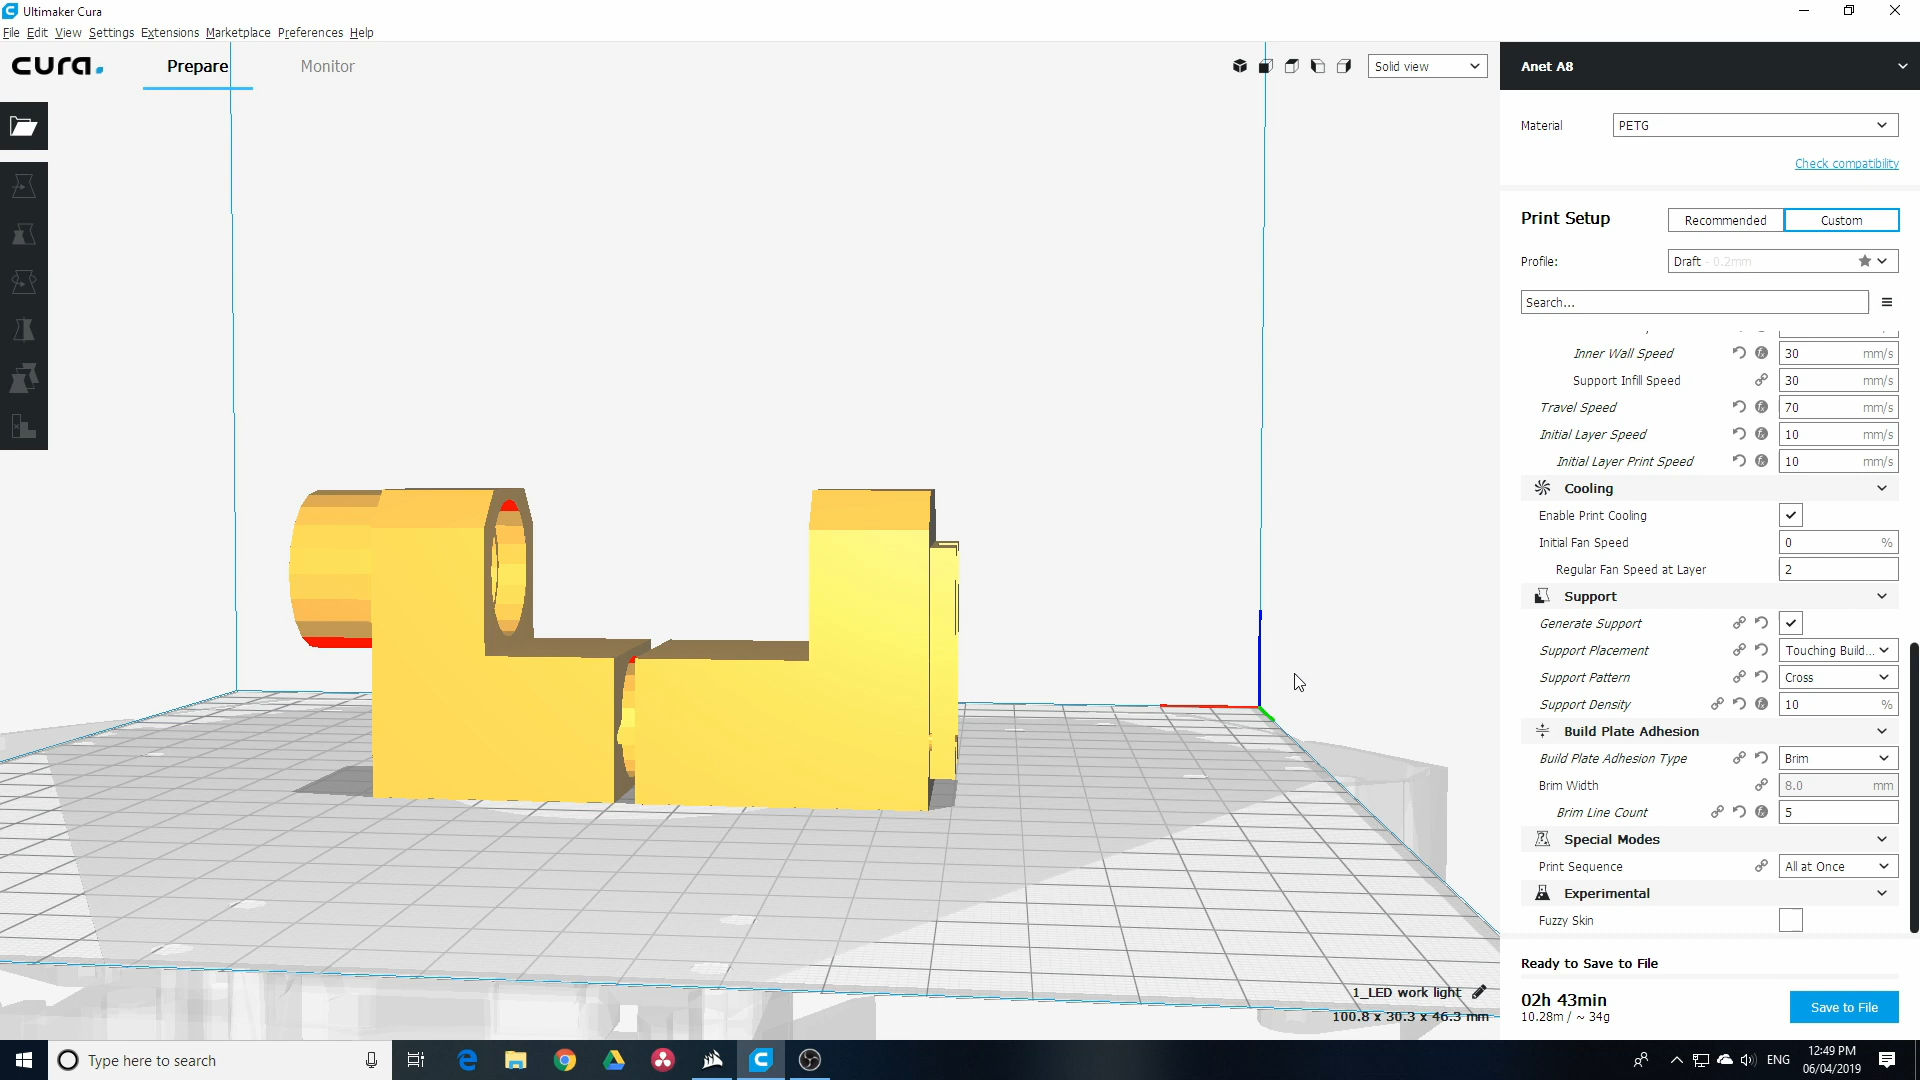 Ultimaker Cura
File Edit View Settings Extensions Marketplace Preferences Help
cura.
Prepare
Monitor
Solid view
Anet A8
Material
PETG
Check compatibility
Print Setup
Recommended
Custom
Profile:
Draft - 0.2mm
Search...
Inner Wall Speed
30 mm/s
Support Infill Speed
30 mm/s
Travel Speed
70 mm/s
Initial Layer Speed
10 mm/s
Initial Layer Print Speed
10 mm/s
Cooling
Enable Print Cooling
Initial Fan Speed
0 %
Regular Fan Speed at Layer
2
Support
Generate Support
Support Placement
Touching Build...
Support Pattern
Cross
Support Density
10 %
Build Plate Adhesion
Build Plate Adhesion Type
Brim
Brim Width
8.0 mm
Brim Line Count
5
Special Modes
Print Sequence
All at Once
Experimental
Fuzzy Skin
Ready to Save to File
02h 43min
10.28m / ~ 34g
Save to File
1_LED work light
100.8 x 30.3 x 46.3 mm
Type here to search
ENG
12:49 PM
06/04/2019